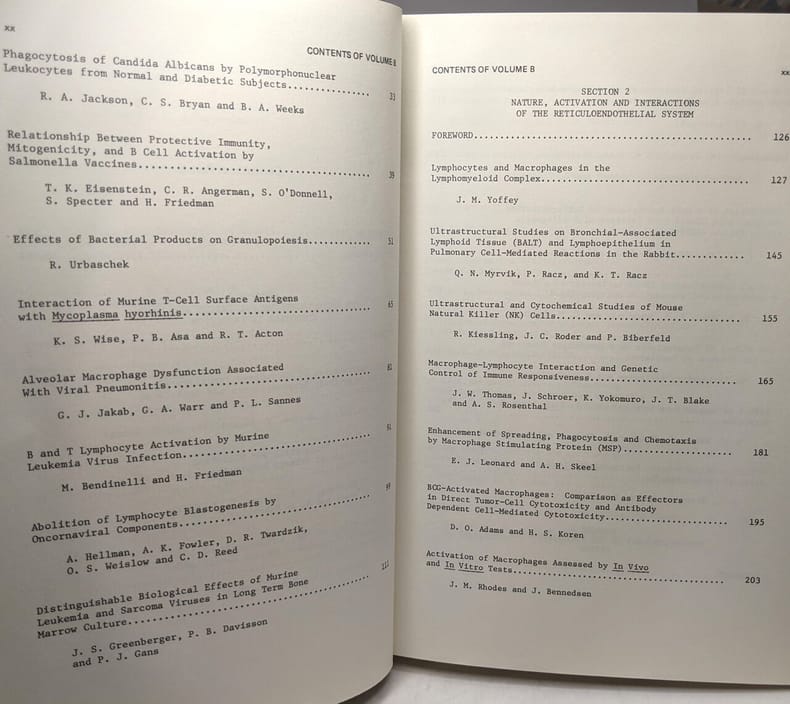 xx
CONTENTS OF VOLUME B
Phagocytosis of Candida Albicans by Polymorphonuclear
Leukocytes from Normal and Diabetic Subjects.................. 33
R. A. Jackson, C. S. Bryan and B. A. Weeks
Relationship Between Protective Immunity,
Mitogenicity, and B Cell Activation by
Salmonella Vaccines.................. 39
T. K. Eisenstein, C. R. Angerman, S. O'Donnell,
S. Specter and H. Friedman
Effects of Bacterial Products on Granulopoiesis............. 51
R. Urbaschek
Interaction of Murine T-Cell Surface Antigens
with Mycoplasma hyorhinis.................. 65
K. S. Wise, P. B. Asa and R. T. Acton
Alveolar Macrophage Dysfunction Associated
With Viral Pneumonitis.................. 81
G. J. Jakab, G. A. Warr and P. L. Sannes
B and T Lymphocyte Activation by Murine
Leukemia Virus Infection.................. 91
M. Bendinelli and H. Friedman
Abolition of Lymphocyte Blastogenesis by
Oncornaviral Components.................. 99
A. Hellman, A. K. Fowler, D. R. Twardzik,
O. S. Weislow and C. D. Reed
Distinguishable Biological Effects of Murine
Leukemia and Sarcoma Viruses in Long Term Bone
Marrow Culture.................. 111
J. S. Greenberger, P. B. Davisson
and P. J. Gans
CONTENTS OF VOLUME B
SECTION 2
NATURE, ACTIVATION AND INTERACTIONS
OF THE RETICULOENDOTHELIAL SYSTEM
FOREWORD.................. 126
Lymphocytes and Macrophages in the
Lymphomyeloid Complex.................. 127
J. M. Yoffey
Ultrastructural Studies on Bronchial-Associated
Lymphoid Tissue (BALT) and Lymphoepithelium in
Pulmonary Cell-Mediated Reactions in the Rabbit............. 145
Q. N. Myrvik, P. Racz, and K. T. Racz
Ultrastructural and Cytochemical Studies of Mouse
Natural Killer (NK) Cells.................. 155
R. Kiessling, J. C. Roder and P. Biberfeld
Macrophage-Lymphocyte Interaction and Genetic
Control of Immune Responsiveness.................. 165
J. W. Thomas, J. Schroer, K. Yokomuro, J. T. Blake
and A. S. Rosenthal
Enhancement of Spreading, Phagocytosis and Chemotaxis
by Macrophage Stimulating Protein (MSP).................. 181
E. J. Leonard and A. H. Skeel
BCG-Activated Macrophages: Comparison as Effectors
in Direct Tumor-Cell Cytotoxicity and Antibody
Dependent Cell-Mediated Cytotoxicity.................. 195
D. O. Adams and H. S. Koren
Activation of Macrophages Assessed by In Vivo
and In Vitro Tests.................. 203
J. M. Rhodes and J. Bennedsen